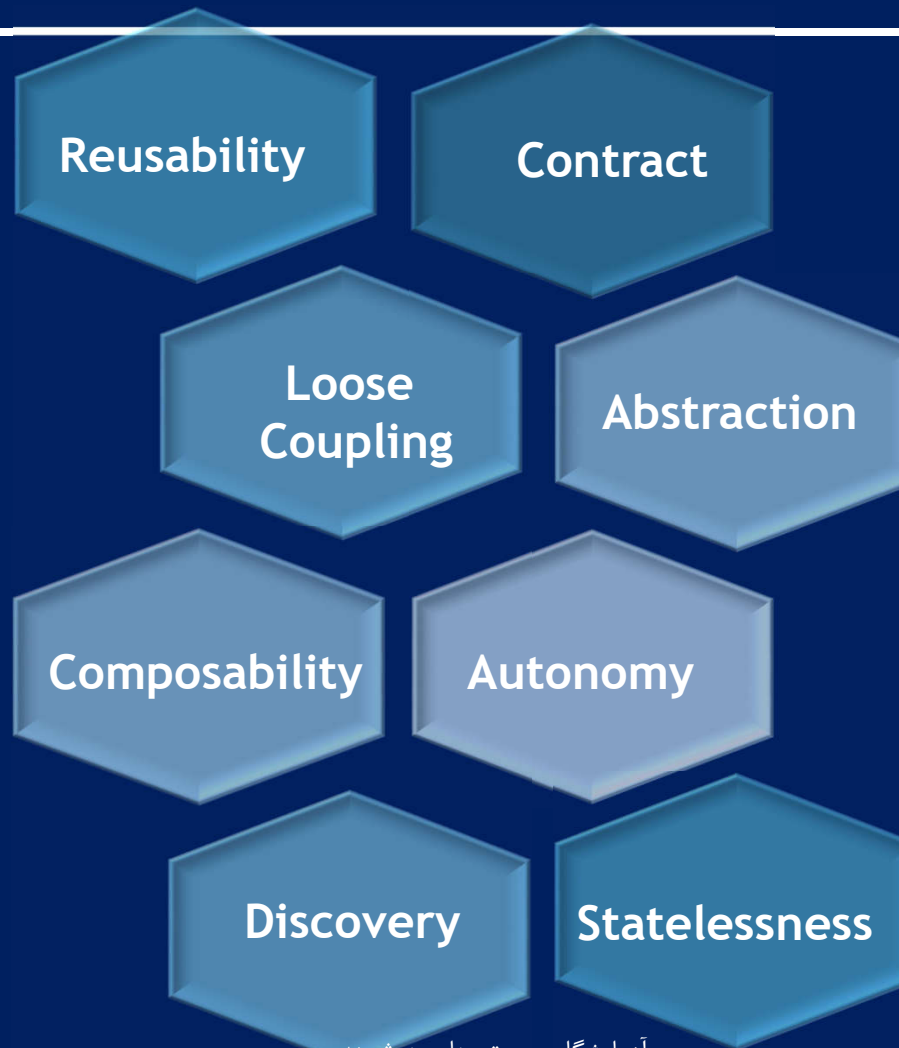 Reusability
Contract
Loose
Coupling
Abstraction
Composability
Autonomy
Discovery
Statelessness